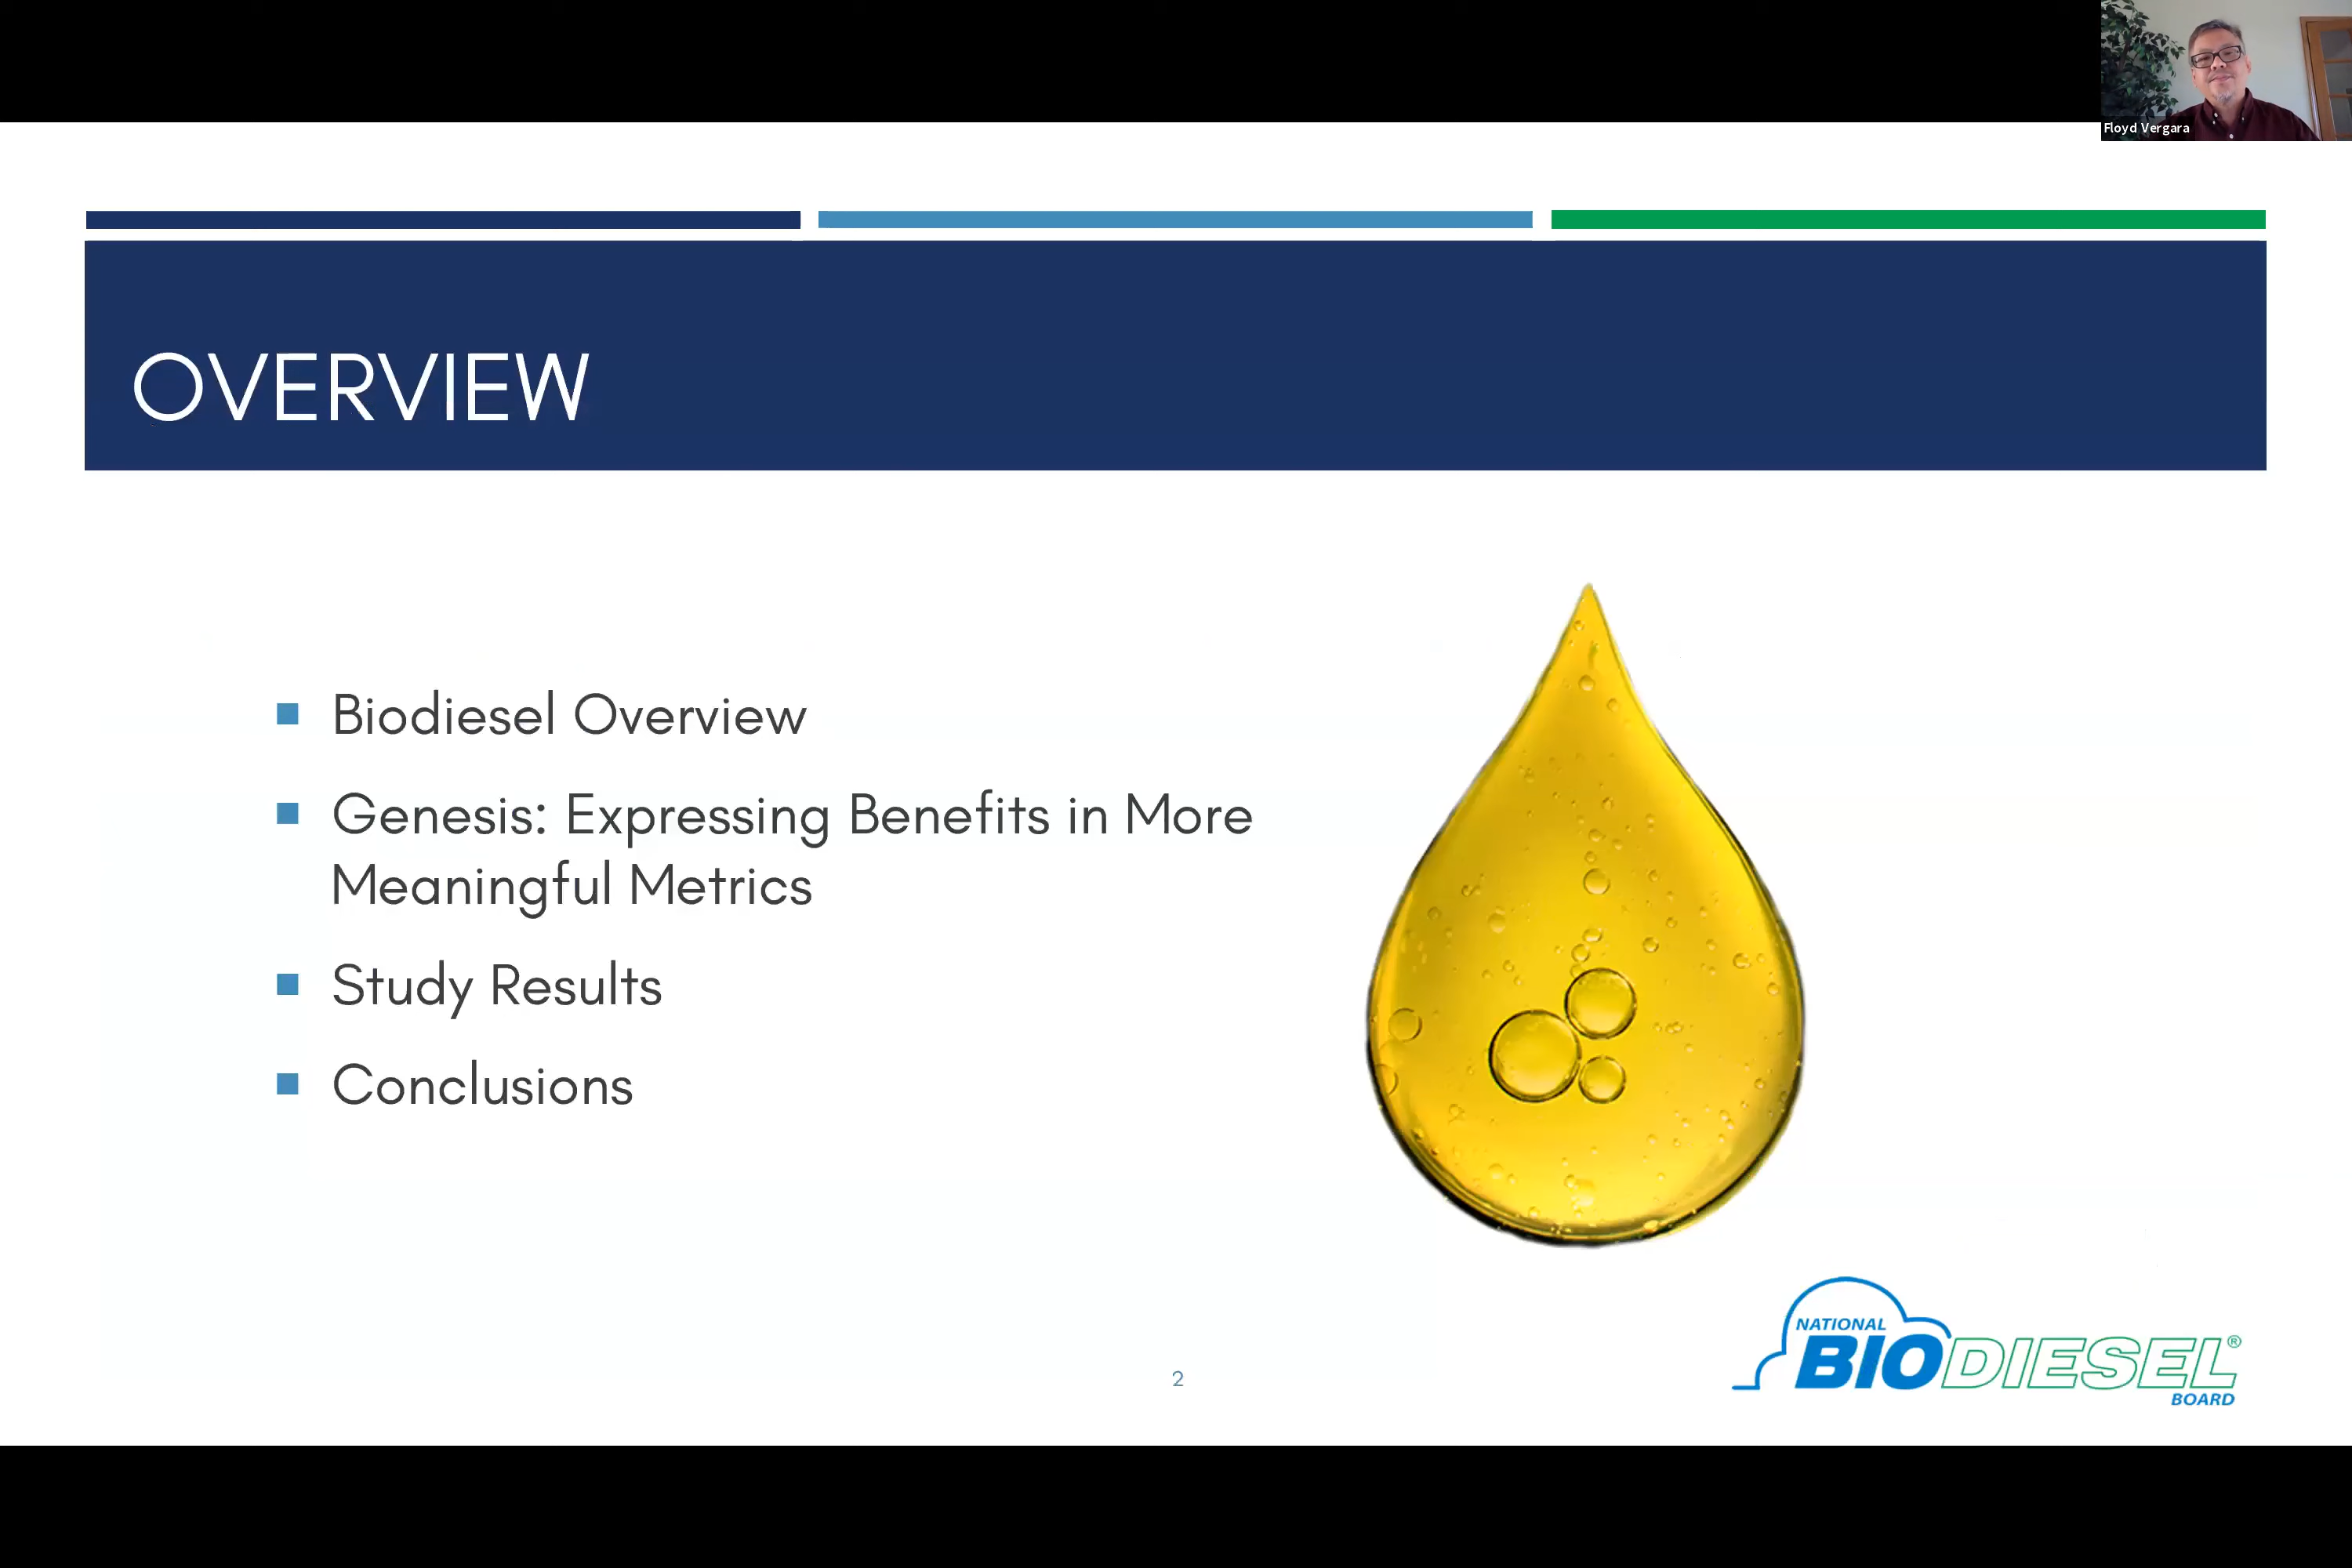 Floyd Vergara
OVERVIEW
Biodiesel Overview
Genesis: Expressing Benefits in More
Meaningful Metrics
Study Results
Conclusions
2
NATIONAL
BIODIESEL®
BOARD